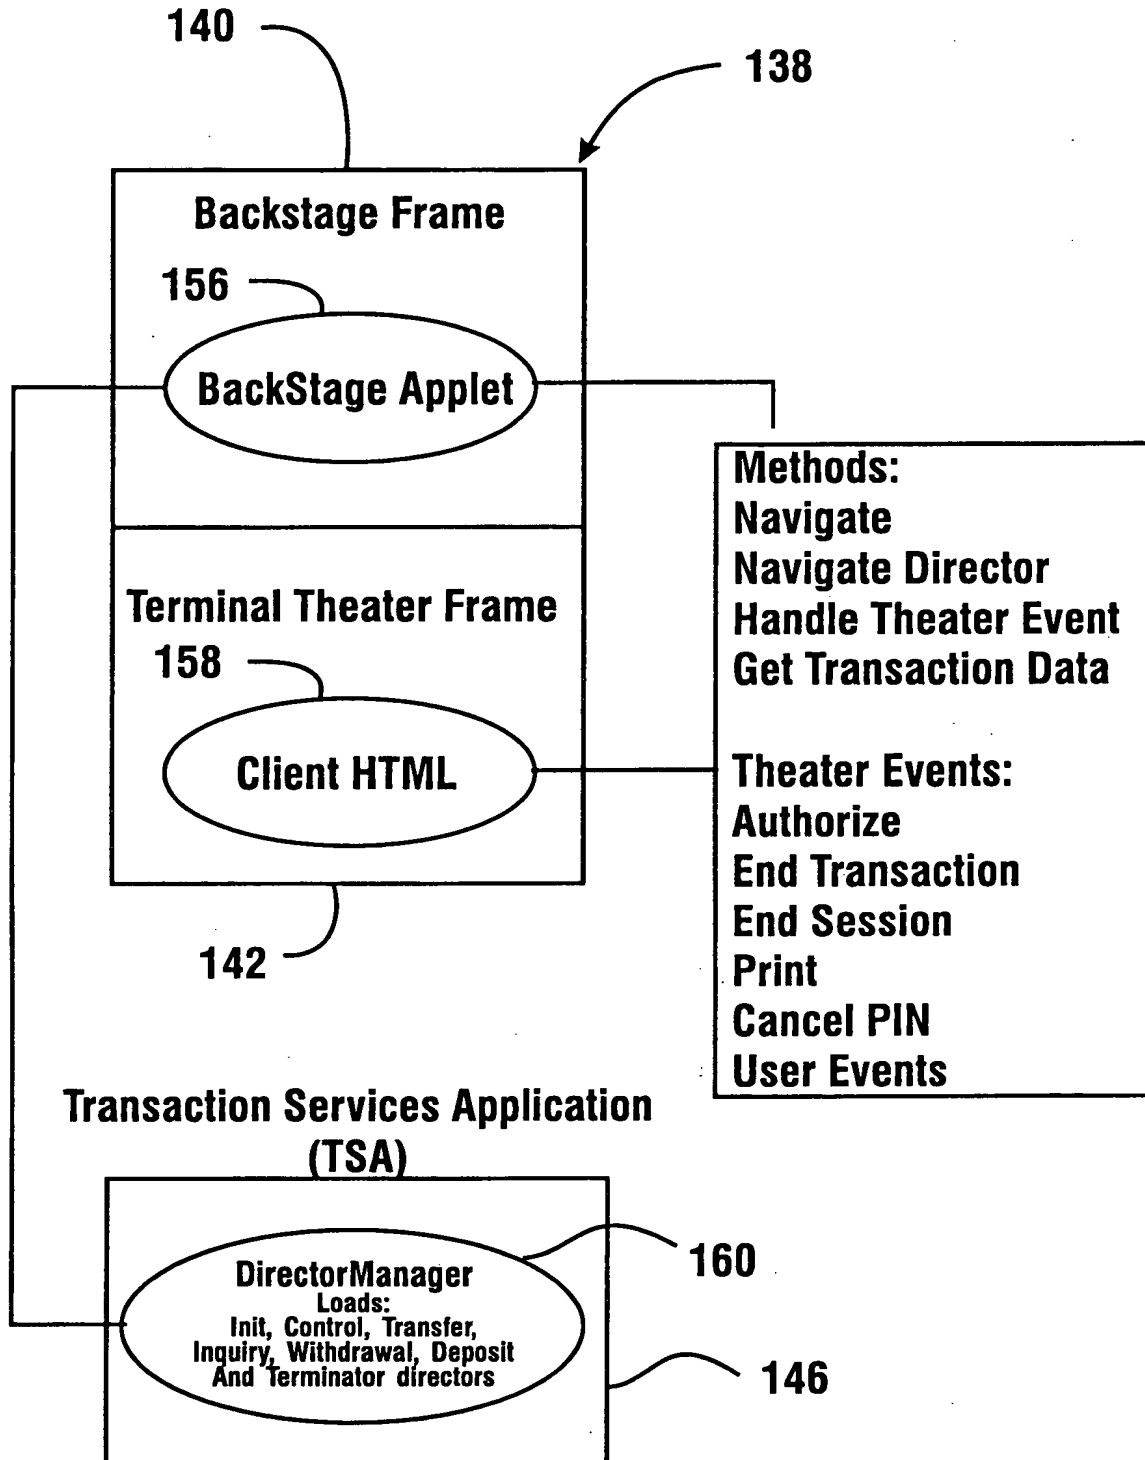 140
138
Backstage Frame
156
BackStage Applet
Methods:
Navigate
Navigate Director
Handle Theater Event
Get Transaction Data
Terminal Theater Frame
158
Client HTML
Theater Events:
Authorize
End Transaction
End Session
Print
Cancel PIN
User Events
142
Transaction Services Application
(TSA)
160
DirectorManager
Loads:
Init, Control, Transfer,
Inquiry, Withdrawal, Deposit
And Terminator directors
146